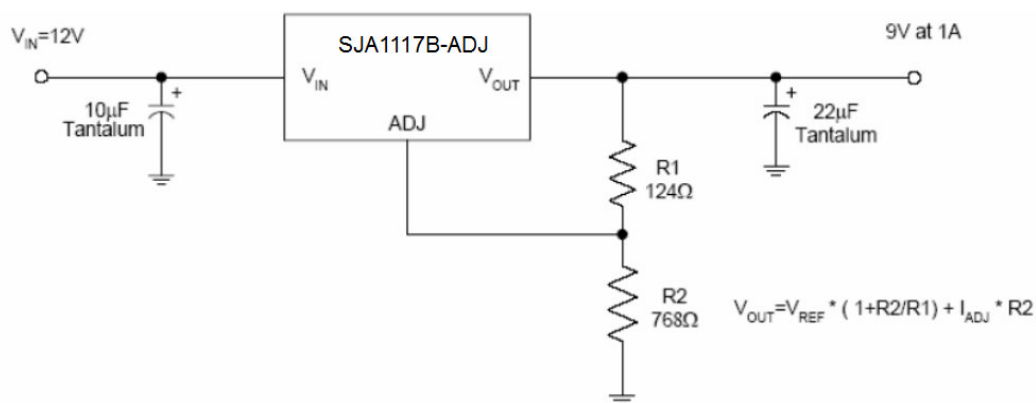 V_IN=12V
SJA1117B-ADJ
9V at 1A
V_IN
V_OUT
ADJ
+
10µF
Tantalum
+
22µF
Tantalum
R1
124Ω
R2
768Ω
V_OUT=V_REF * ( 1+R2/R1) + I_ADJ * R2